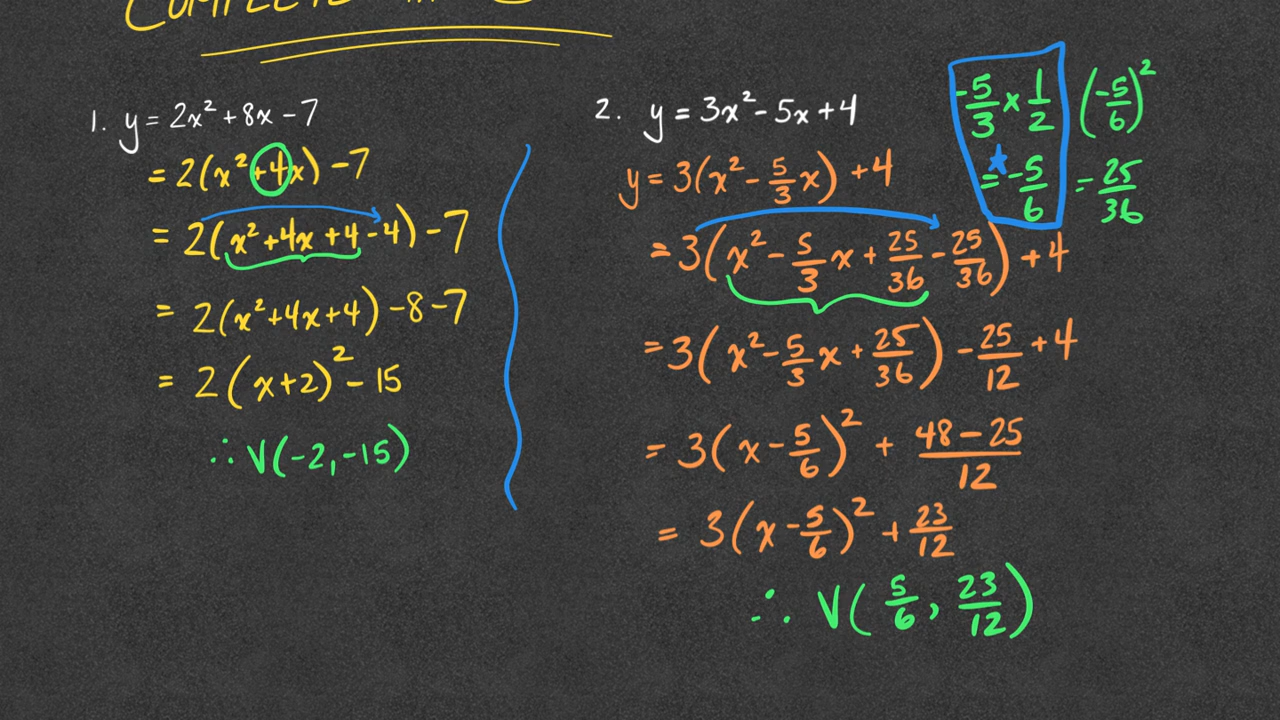 COMPLETE
1. y = 2x² + 8x - 7
= 2(x² + 4x) - 7
= 2(x² + 4x + 4 - 4) - 7
= 2(x² + 4x + 4) - 8 - 7
= 2(x + 2)² - 15
∴ V(-2, -15)
2. y = 3x² - 5x + 4
y = 3(x² - 5/3 x) + 4
= 3(x² - 5/3 x + 25/36 - 25/36) + 4
= 3(x² - 5/3 x + 25/36) - 25/12 + 4
= 3(x - 5/6)² + (48 - 25)/12
= 3(x - 5/6)² + 23/12
∴ V(5/6, 23/12)
-5/3 × 1/2 (-5/6)²
= -5/6 = 25/36